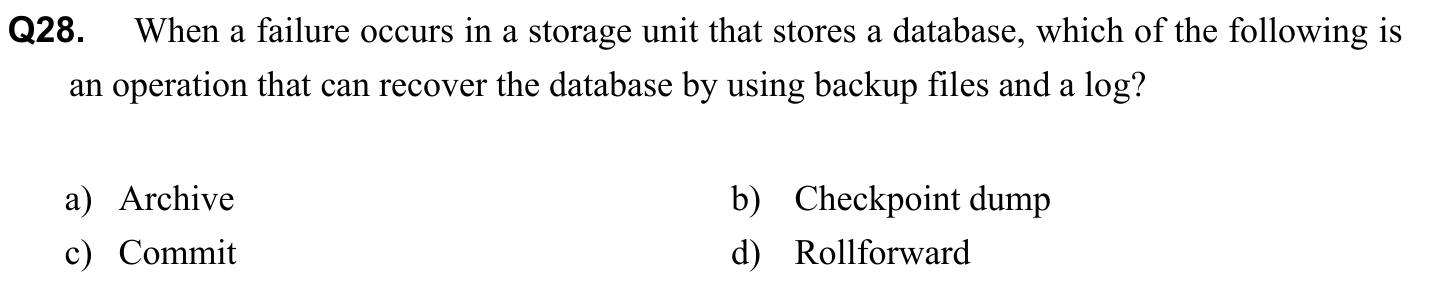 Q28. When a failure occurs in a storage unit that stores a database, which of the following is
an operation that can recover the database by using backup files and a log?
a) Archive b) Checkpoint dump
c) Commit d) Rollforward